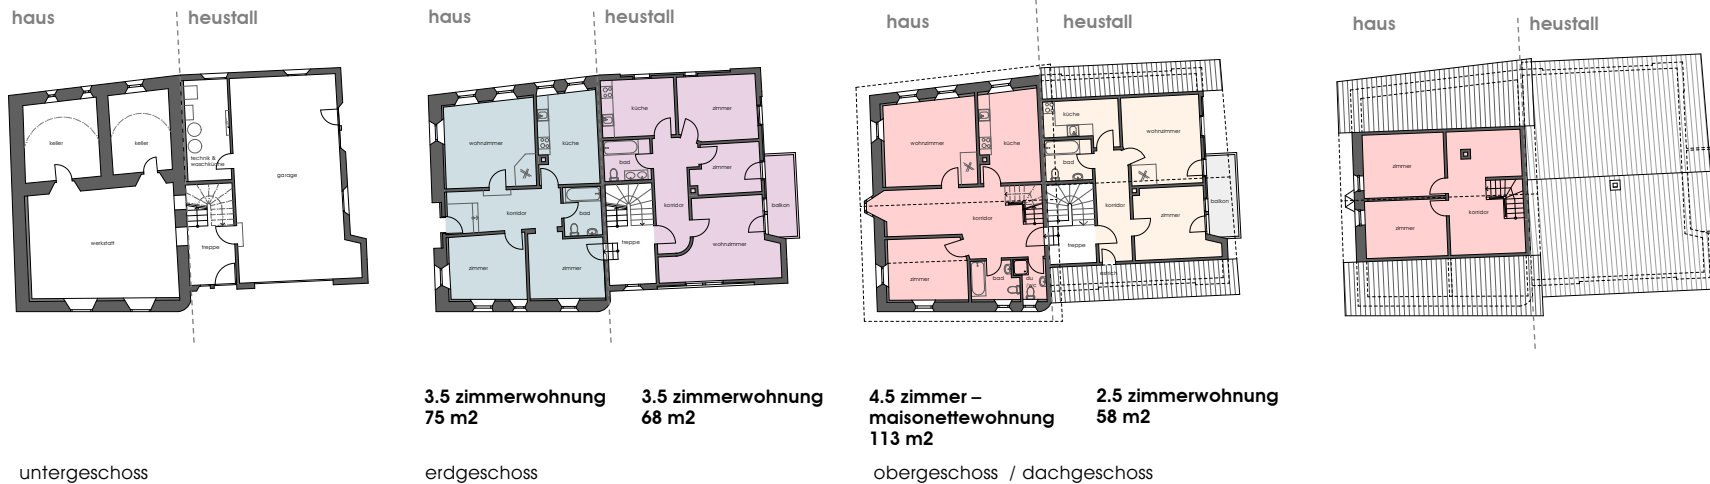 haus
heustall
keller
keller
technik &
waschküche
garage
werkstatt
treppe
haus
heustall
wohnzimmer
küche
küche
zimmer
bad
zimmer
korridor
bad
korridor
balkon
zimmer
zimmer
treppe
wohnzimmer
haus
heustall
wohnzimmer
küche
küche
wohnzimmer
bad
korridor
korridor
zimmer
balkon
treppe
zimmer
bad
du
estrich
haus
heustall
zimmer
zimmer
korridor
3.5 zimmerwohnung
75 m2
3.5 zimmerwohnung
68 m2
4.5 zimmer –
maisonettewohnung
113 m2
2.5 zimmerwohnung
58 m2
untergeschoss
erdgeschoss
obergeschoss / dachgeschoss